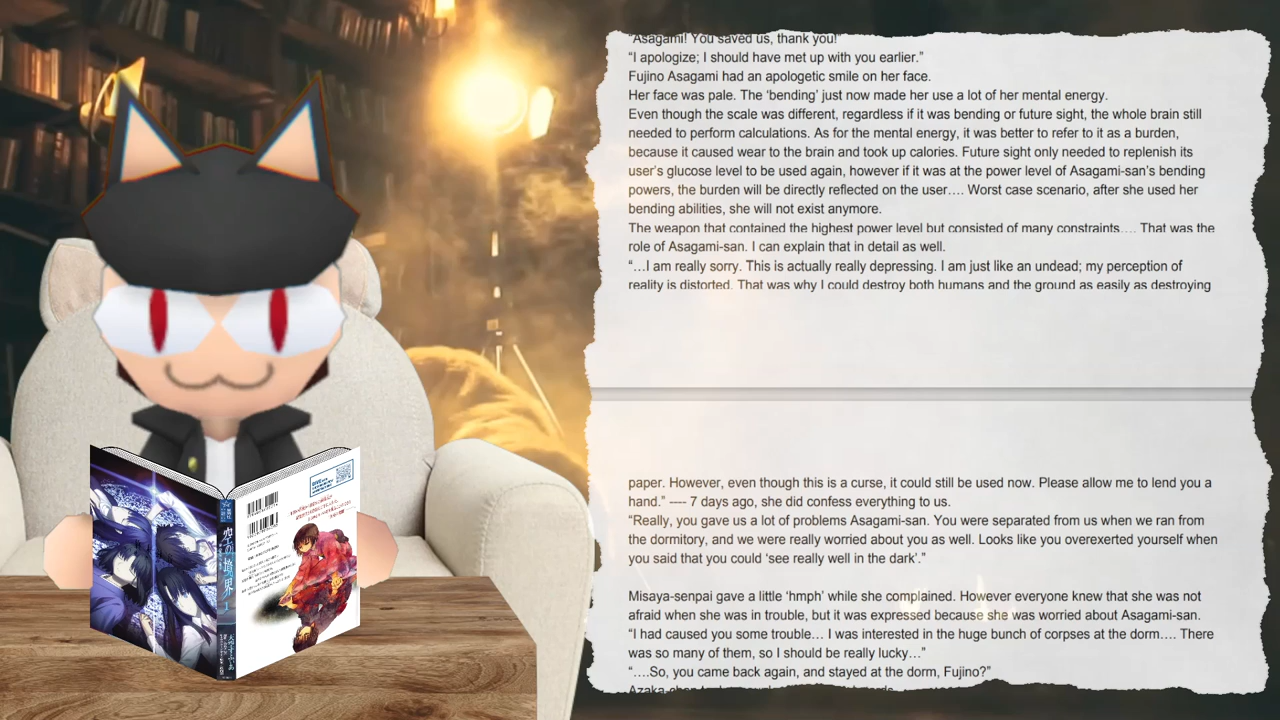 "Asagami! You saved us, thank you!"
"I apologize; I should have met up with you earlier."
Fujino Asagami had an apologetic smile on her face.
Her face was pale. The 'bending' just now made her use a lot of her mental energy.
Even though the scale was different, regardless if it was bending or future sight, the whole brain still
needed to perform calculations. As for the mental energy, it was better to refer to it as a burden,
because it caused wear to the brain and took up calories. Future sight only needed to replenish its
user's glucose level to be used again, however if it was at the power level of Asagami-san's bending
powers, the burden will be directly reflected on the user…. Worst case scenario, after she used her
bending abilities, she will not exist anymore.
The weapon that contained the highest power level but consisted of many constraints…. That was the
role of Asagami-san. I can explain that in detail as well.
"…I am really sorry. This is actually really depressing. I am just like an undead; my perception of
reality is distorted. That was why I could destroy both humans and the ground as easily as destroying
paper. However, even though this is a curse, it could still be used now. Please allow me to lend you a
hand." ---- 7 days ago, she did confess everything to us.
"Really, you gave us a lot of problems Asagami-san. You were separated from us when we ran from
the dormitory, and we were really worried about you as well. Looks like you overexerted yourself when
you said that you could 'see really well in the dark'."
Misaya-senpai gave a little 'hmph' while she complained. However everyone knew that she was not
afraid when she was in trouble, but it was expressed because she was worried about Asagami-san.
"I had caused you some trouble… I was interested in the huge bunch of corpses at the dorm…. There
was so many of them, so I should be really lucky…"
"….So, you came back again, and stayed at the dorm, Fujino?"
空の境界
1